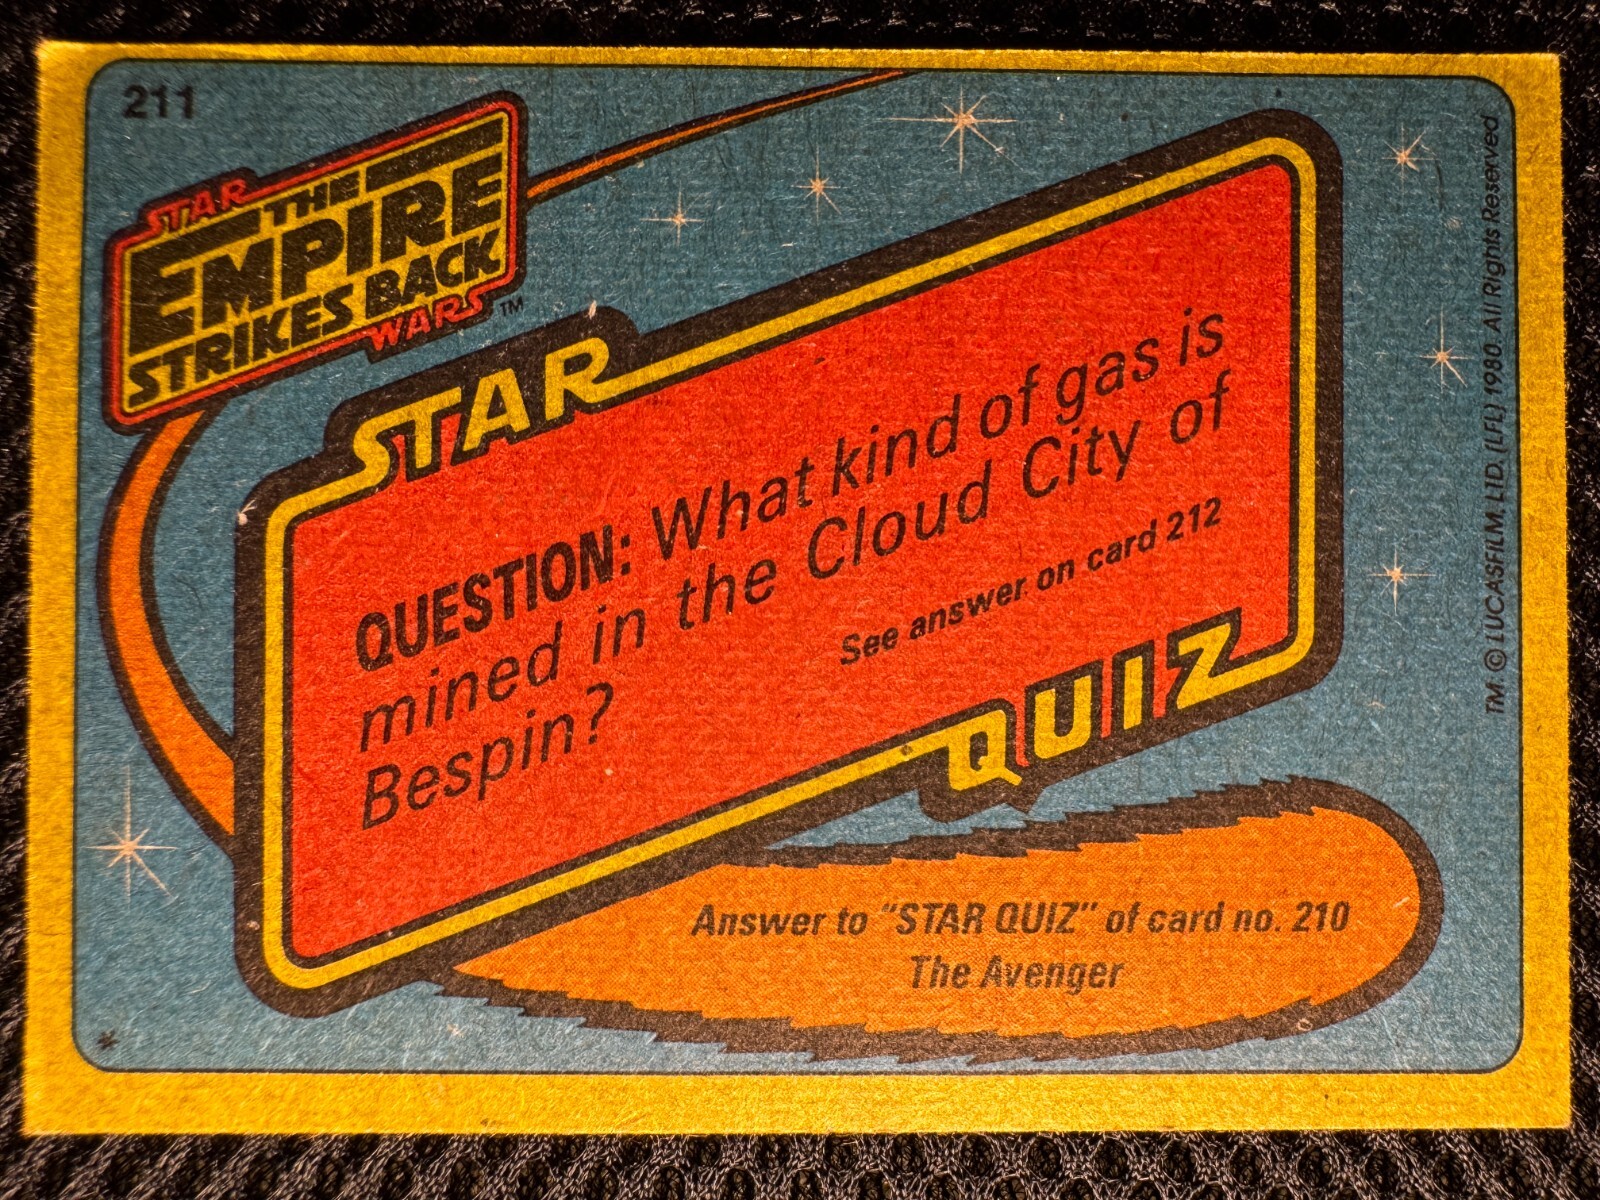 211
STAR
THE
EMPIRE
STRIKES BACK
WARS™
STAR
QUESTION: What kind of gas is
mined in the Cloud City of
Bespin?
See answer on card 212
QUIZ
Answer to "STAR QUIZ" of card no. 210
The Avenger
*
TM. © LUCASFILM, LTD. (LFL) 1980. All Rights Reserved